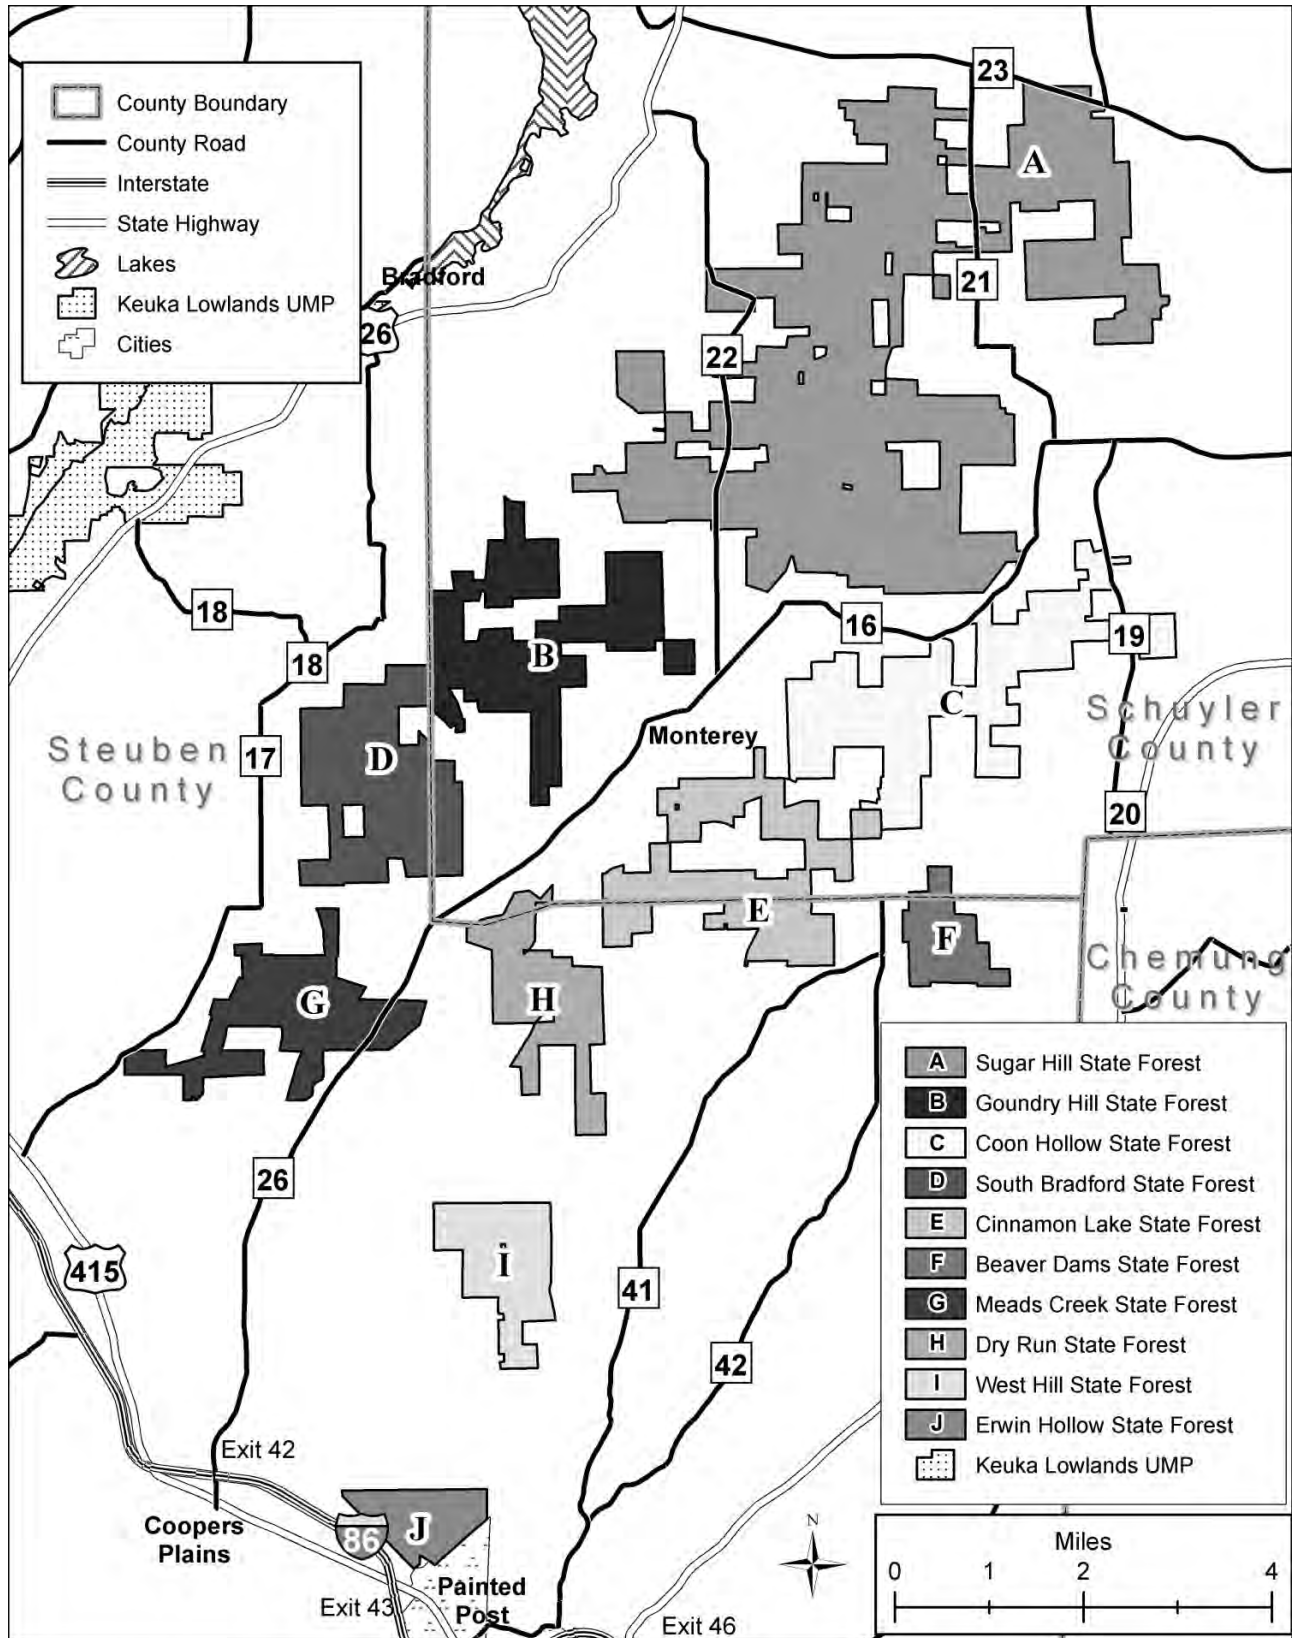 23
County Boundary
County Road
Interstate
State Highway
Lakes
Keuka Lowlands UMP
Cities
A
Bradford
21
26
22
18
16
19
18
B
C
Schuyler
County
Monterey
Steuben
County
17
D
20
E
F
Chemung
County
G
H
A Sugar Hill State Forest
B Goundry Hill State Forest
C Coon Hollow State Forest
D South Bradford State Forest
E Cinnamon Lake State Forest
F Beaver Dams State Forest
G Meads Creek State Forest
H Dry Run State Forest
I West Hill State Forest
J Erwin Hollow State Forest
Keuka Lowlands UMP
26
I
415
41
42
Exit 42
Coopers
Plains
86
J
N
Miles
0 1 2 4
Painted
Post
Exit 43
Exit 46